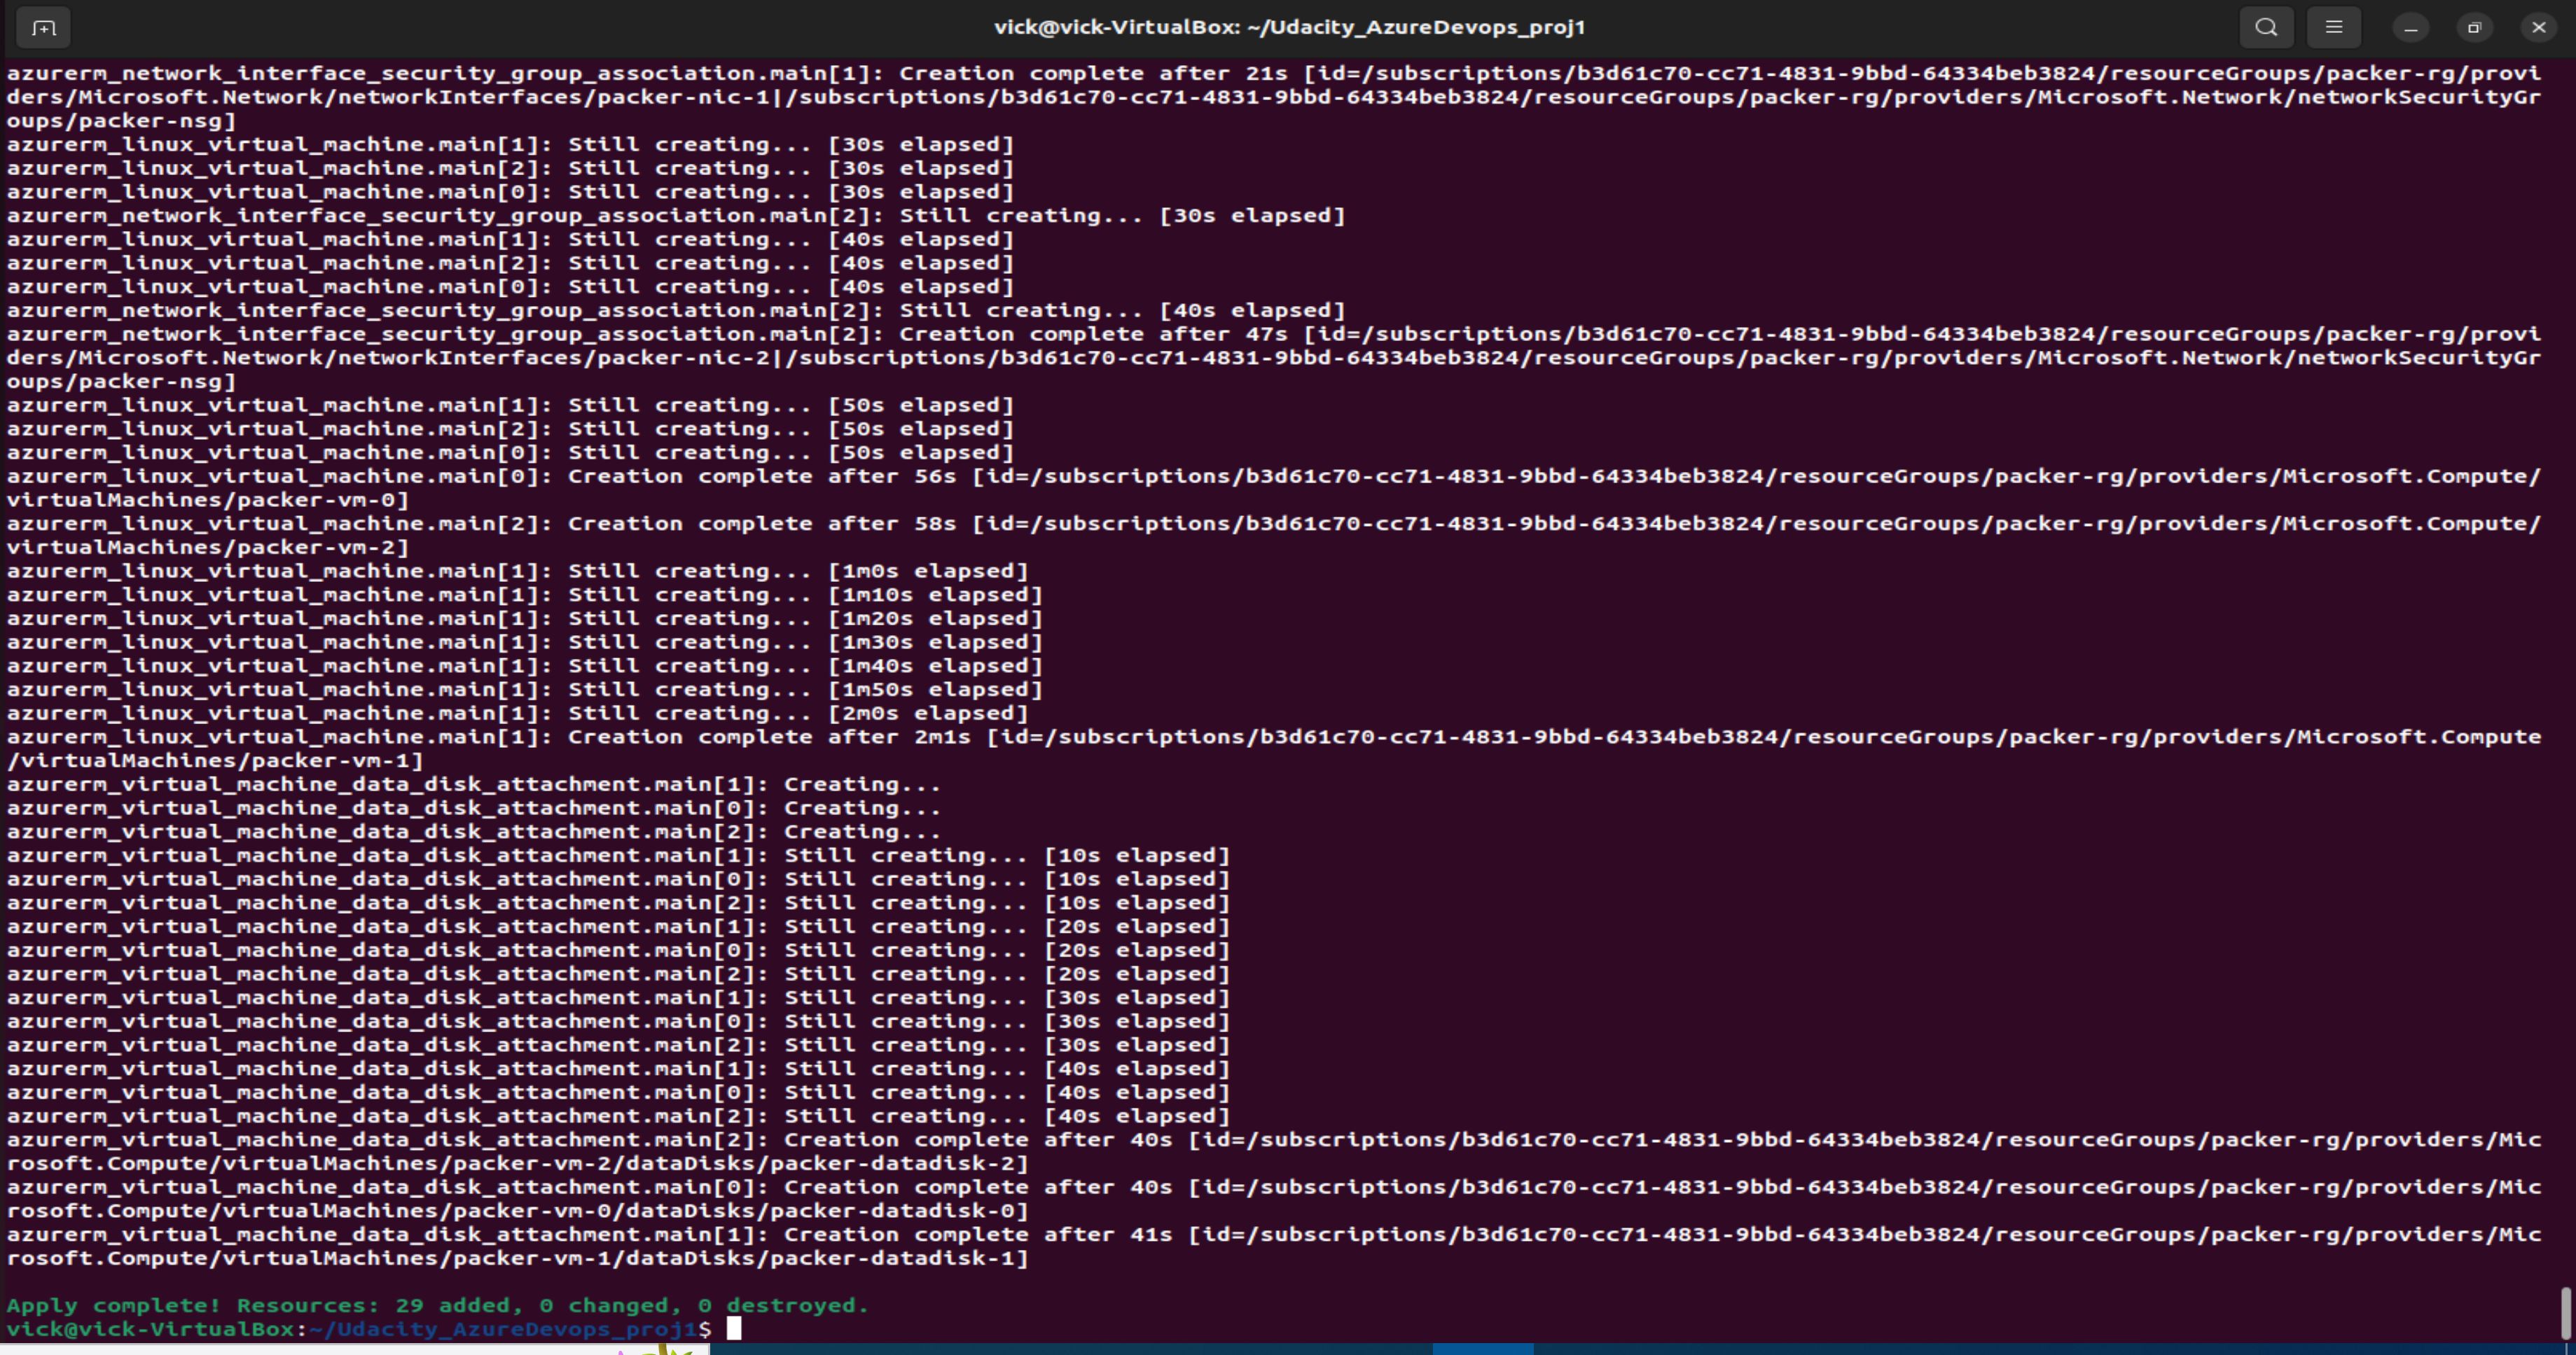 vick@vick-VirtualBox: ~/Udacity_AzureDevops_proj1
azurerm_network_interface_security_group_association.main[1]: Creation complete after 21s [id=/subscriptions/b3d61c70-cc71-4831-9bbd-64334beb3824/resourceGroups/packer-rg/provi
ders/Microsoft.Network/networkInterfaces/packer-nic-1|/subscriptions/b3d61c70-cc71-4831-9bbd-64334beb3824/resourceGroups/packer-rg/providers/Microsoft.Network/networkSecurityGr
oups/packer-nsg]
azurerm_linux_virtual_machine.main[1]: Still creating... [30s elapsed]
azurerm_linux_virtual_machine.main[2]: Still creating... [30s elapsed]
azurerm_linux_virtual_machine.main[0]: Still creating... [30s elapsed]
azurerm_network_interface_security_group_association.main[2]: Still creating... [30s elapsed]
azurerm_linux_virtual_machine.main[1]: Still creating... [40s elapsed]
azurerm_linux_virtual_machine.main[2]: Still creating... [40s elapsed]
azurerm_linux_virtual_machine.main[0]: Still creating... [40s elapsed]
azurerm_network_interface_security_group_association.main[2]: Still creating... [40s elapsed]
azurerm_network_interface_security_group_association.main[2]: Creation complete after 47s [id=/subscriptions/b3d61c70-cc71-4831-9bbd-64334beb3824/resourceGroups/packer-rg/provi
ders/Microsoft.Network/networkInterfaces/packer-nic-2|/subscriptions/b3d61c70-cc71-4831-9bbd-64334beb3824/resourceGroups/packer-rg/providers/Microsoft.Network/networkSecurityGr
oups/packer-nsg]
azurerm_linux_virtual_machine.main[1]: Still creating... [50s elapsed]
azurerm_linux_virtual_machine.main[2]: Still creating... [50s elapsed]
azurerm_linux_virtual_machine.main[0]: Still creating... [50s elapsed]
azurerm_linux_virtual_machine.main[0]: Creation complete after 56s [id=/subscriptions/b3d61c70-cc71-4831-9bbd-64334beb3824/resourceGroups/packer-rg/providers/Microsoft.Compute/
virtualMachines/packer-vm-0]
azurerm_linux_virtual_machine.main[2]: Creation complete after 58s [id=/subscriptions/b3d61c70-cc71-4831-9bbd-64334beb3824/resourceGroups/packer-rg/providers/Microsoft.Compute/
virtualMachines/packer-vm-2]
azurerm_linux_virtual_machine.main[1]: Still creating... [1m0s elapsed]
azurerm_linux_virtual_machine.main[1]: Still creating... [1m10s elapsed]
azurerm_linux_virtual_machine.main[1]: Still creating... [1m20s elapsed]
azurerm_linux_virtual_machine.main[1]: Still creating... [1m30s elapsed]
azurerm_linux_virtual_machine.main[1]: Still creating... [1m40s elapsed]
azurerm_linux_virtual_machine.main[1]: Still creating... [1m50s elapsed]
azurerm_linux_virtual_machine.main[1]: Still creating... [2m0s elapsed]
azurerm_linux_virtual_machine.main[1]: Creation complete after 2m1s [id=/subscriptions/b3d61c70-cc71-4831-9bbd-64334beb3824/resourceGroups/packer-rg/providers/Microsoft.Compute
/virtualMachines/packer-vm-1]
azurerm_virtual_machine_data_disk_attachment.main[1]: Creating...
azurerm_virtual_machine_data_disk_attachment.main[0]: Creating...
azurerm_virtual_machine_data_disk_attachment.main[2]: Creating...
azurerm_virtual_machine_data_disk_attachment.main[1]: Still creating... [10s elapsed]
azurerm_virtual_machine_data_disk_attachment.main[0]: Still creating... [10s elapsed]
azurerm_virtual_machine_data_disk_attachment.main[2]: Still creating... [10s elapsed]
azurerm_virtual_machine_data_disk_attachment.main[1]: Still creating... [20s elapsed]
azurerm_virtual_machine_data_disk_attachment.main[0]: Still creating... [20s elapsed]
azurerm_virtual_machine_data_disk_attachment.main[2]: Still creating... [20s elapsed]
azurerm_virtual_machine_data_disk_attachment.main[1]: Still creating... [30s elapsed]
azurerm_virtual_machine_data_disk_attachment.main[0]: Still creating... [30s elapsed]
azurerm_virtual_machine_data_disk_attachment.main[2]: Still creating... [30s elapsed]
azurerm_virtual_machine_data_disk_attachment.main[1]: Still creating... [40s elapsed]
azurerm_virtual_machine_data_disk_attachment.main[0]: Still creating... [40s elapsed]
azurerm_virtual_machine_data_disk_attachment.main[2]: Still creating... [40s elapsed]
azurerm_virtual_machine_data_disk_attachment.main[2]: Creation complete after 40s [id=/subscriptions/b3d61c70-cc71-4831-9bbd-64334beb3824/resourceGroups/packer-rg/providers/Mic
rosoft.Compute/virtualMachines/packer-vm-2/dataDisks/packer-datadisk-2]
azurerm_virtual_machine_data_disk_attachment.main[0]: Creation complete after 40s [id=/subscriptions/b3d61c70-cc71-4831-9bbd-64334beb3824/resourceGroups/packer-rg/providers/Mic
rosoft.Compute/virtualMachines/packer-vm-0/dataDisks/packer-datadisk-0]
azurerm_virtual_machine_data_disk_attachment.main[1]: Creation complete after 41s [id=/subscriptions/b3d61c70-cc71-4831-9bbd-64334beb3824/resourceGroups/packer-rg/providers/Mic
rosoft.Compute/virtualMachines/packer-vm-1/dataDisks/packer-datadisk-1]
Apply complete! Resources: 29 added, 0 changed, 0 destroyed.
vick@vick-VirtualBox:~/Udacity_AzureDevops_proj1$